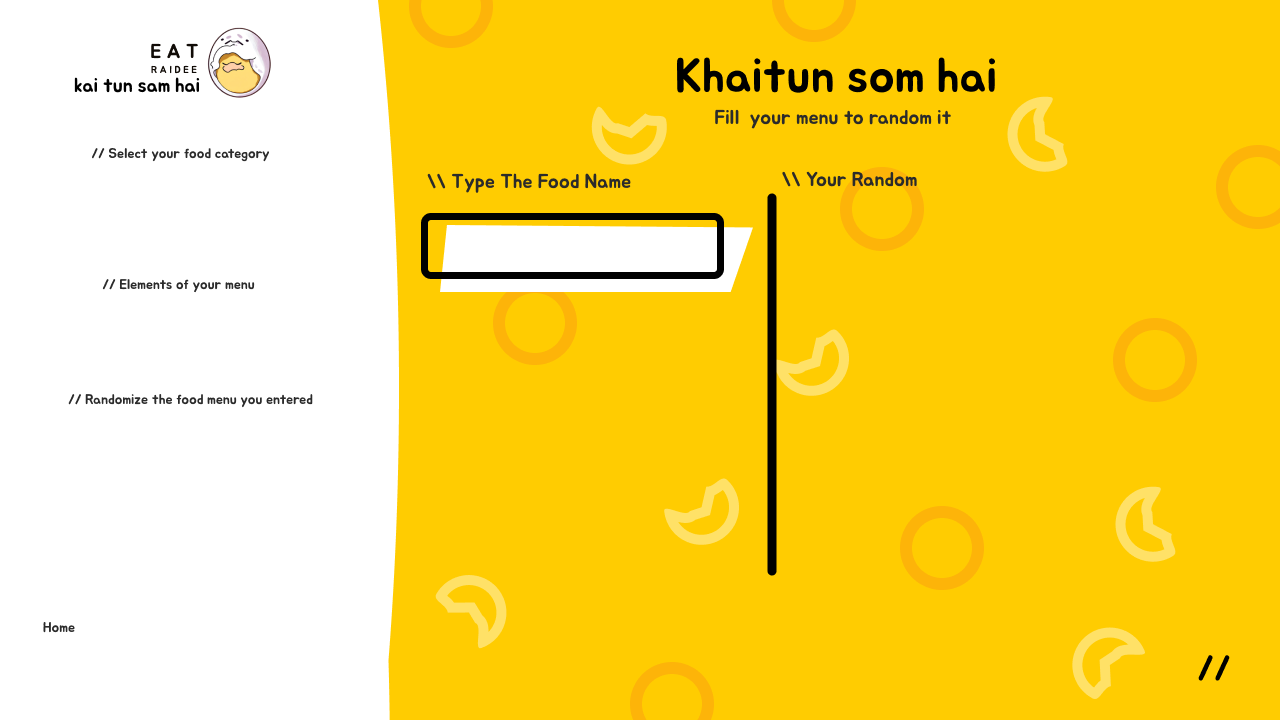 EAT
RAIDEE
kai tun sam hai
// Select your food category
// Elements of your menu
// Randomize the food menu you entered
Home
Khaitun som hai
Fill your menu to random it
\\ Type The Food Name
\\ Your Random
//